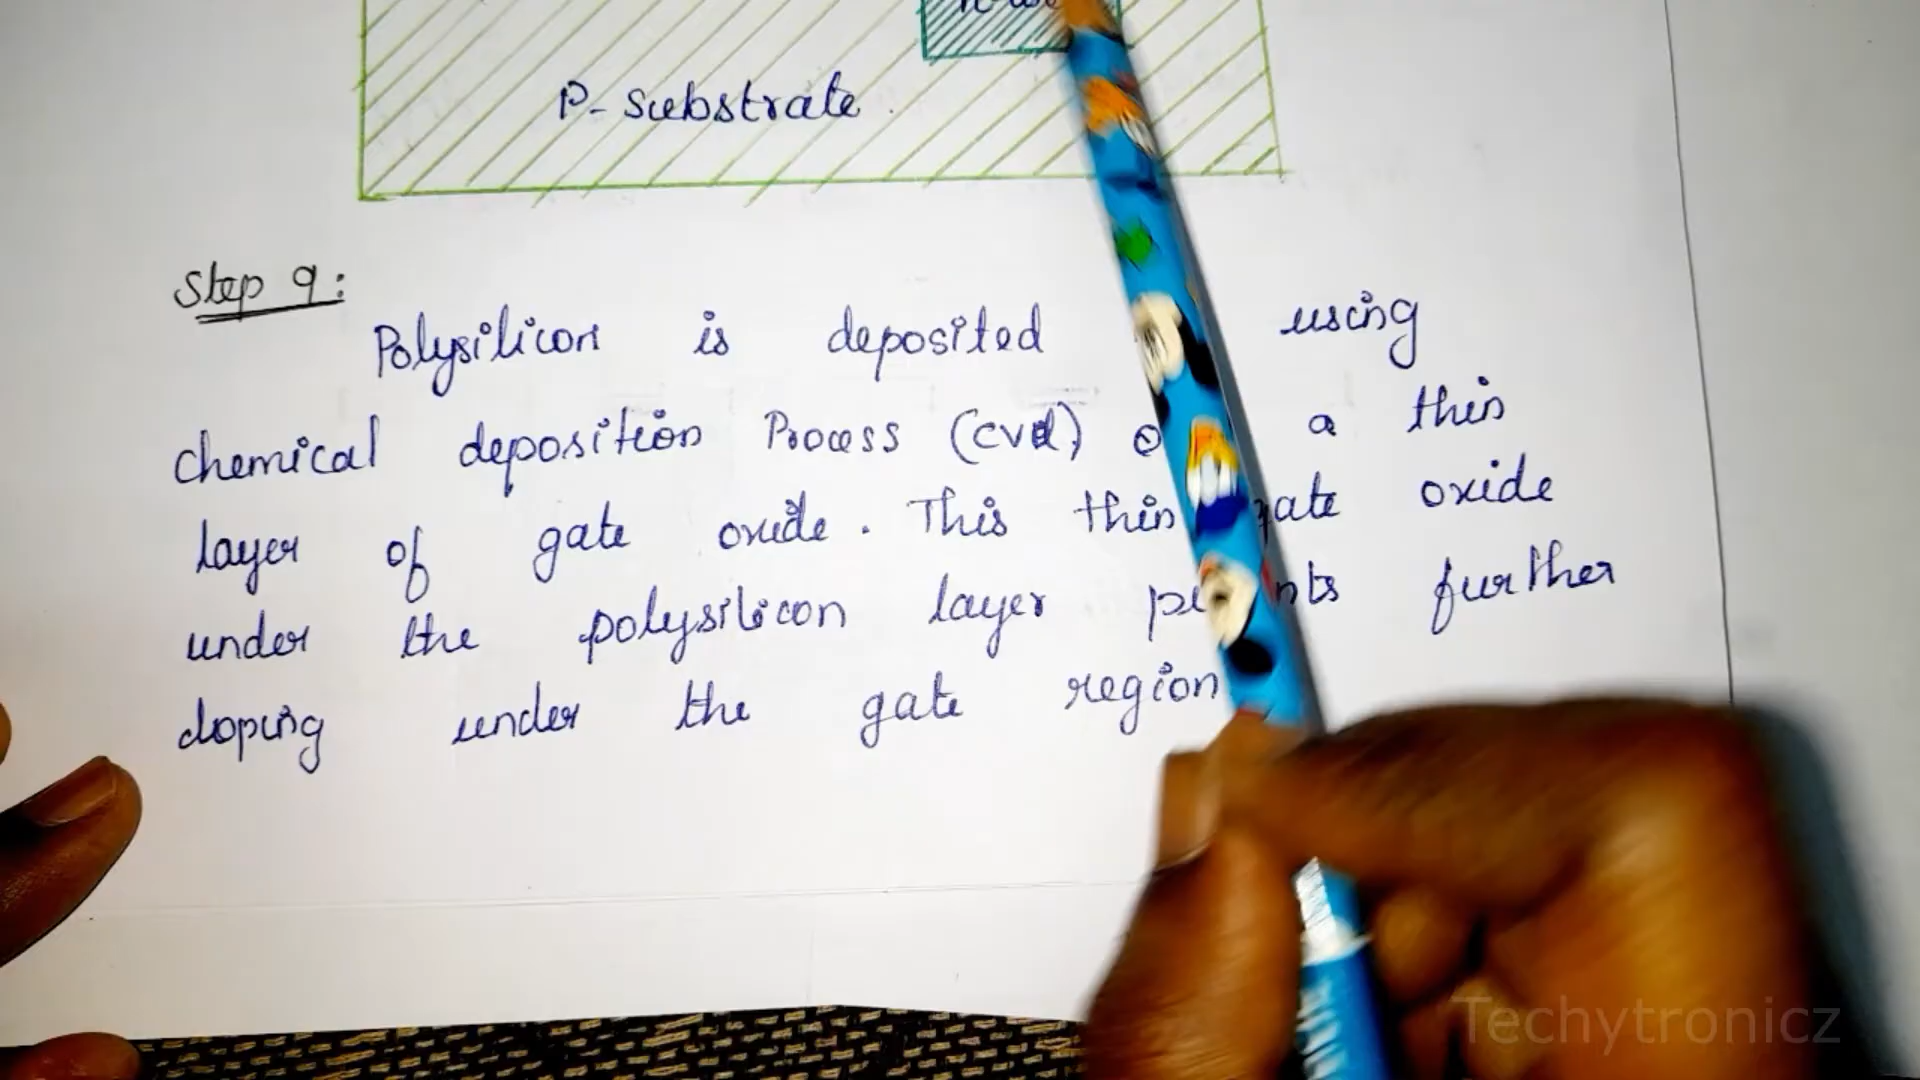 P-substrate
Step 9:
Polysilicon is deposited using
chemical deposition Process (cvd) a thin
layer of gate oxide. This thin gate oxide
under the polysilicon layer further
doping under the gate region
Techytronicz